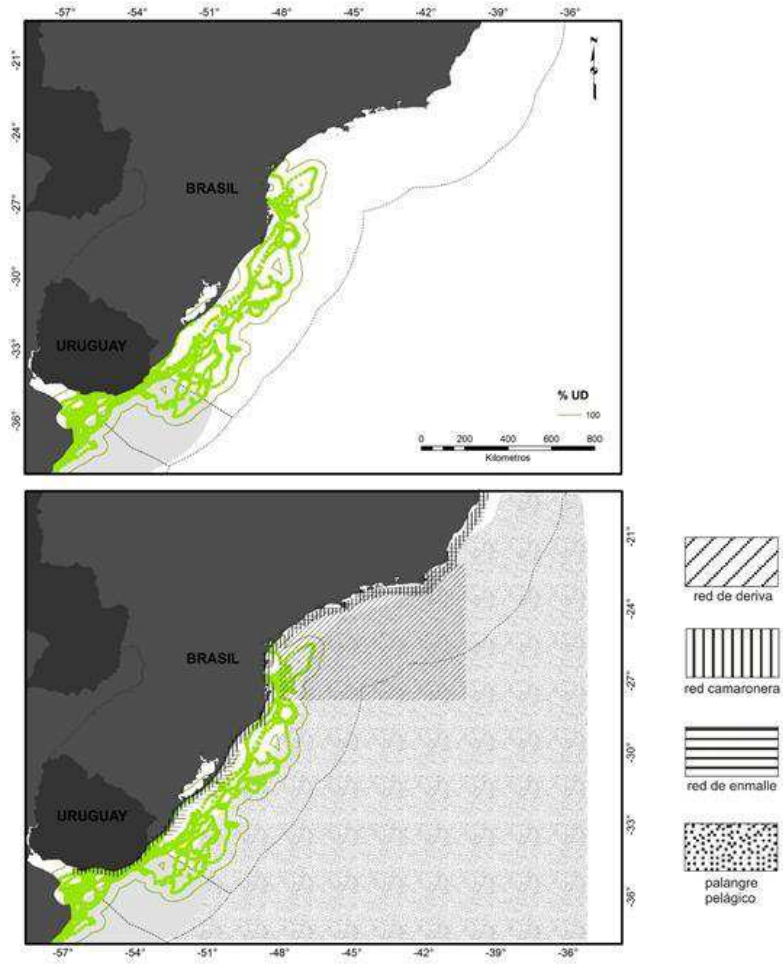 -57° -54° -51° -48° -45° -42° -39° -36°
-21°
-24°
-27°
-30°
-33°
-36°
N
BRASIL
URUGUAY
% UD
100
0 200 400 600 800
Kilometros
-21°
-24°
-27°
-30°
-33°
-36°
BRASIL
URUGUAY
-57° -54° -51° -48° -45° -42° -39° -36°
red de deriva
red camaronera
red de enmalle
palangre
pelágico